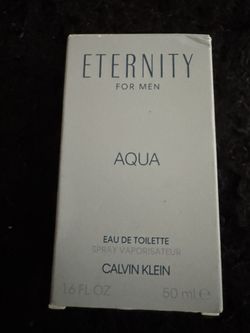 ETERNITY
FOR MEN
AQUA
EAU DE TOILETTE
SPRAY VAPORISATEUR
CALVIN KLEIN
1.6 FL OZ 50 ml ℮